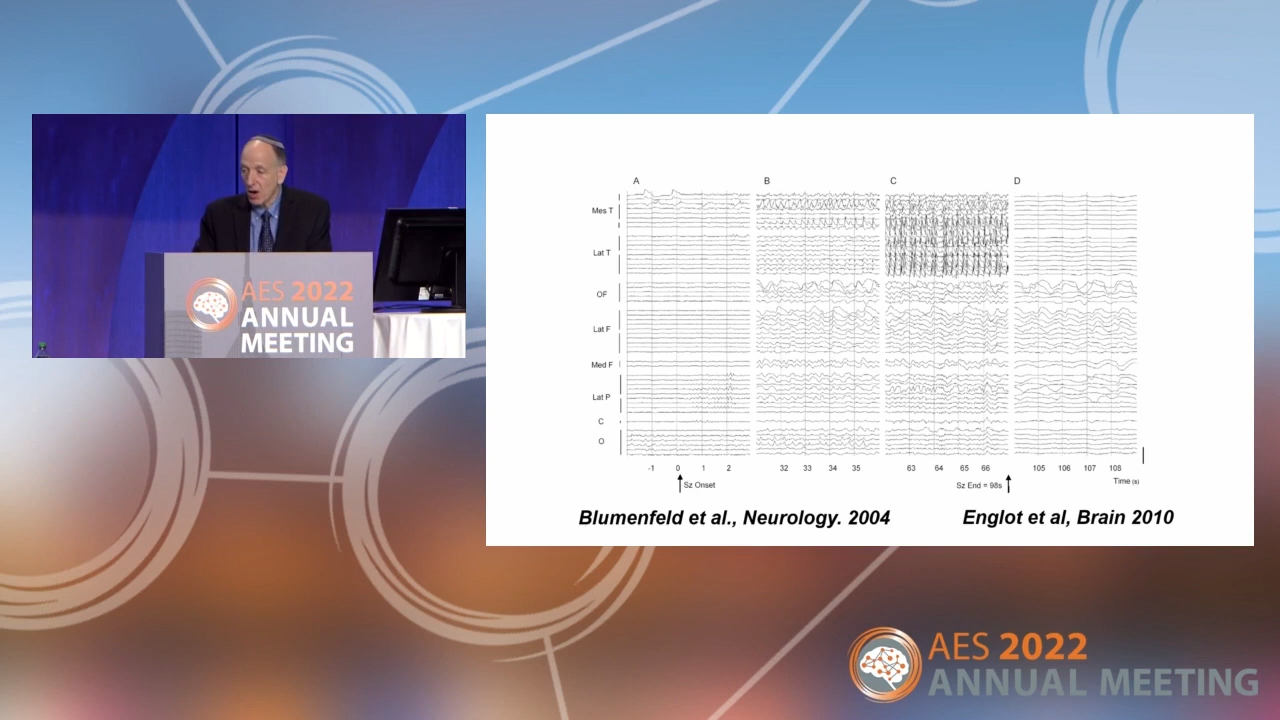 AES 2022
ANNUAL
MEETING
A B C D
Mes T
Lat T
OF
Lat F
Med F
Lat P
C
O
-1 0 1 2 32 33 34 35 63 64 65 66 105 106 107 108
Sz Onset Sz End = 98s Time (s)
Blumenfeld et al., Neurology. 2004 Englot et al, Brain 2010
AES 2022
ANNUAL MEETING